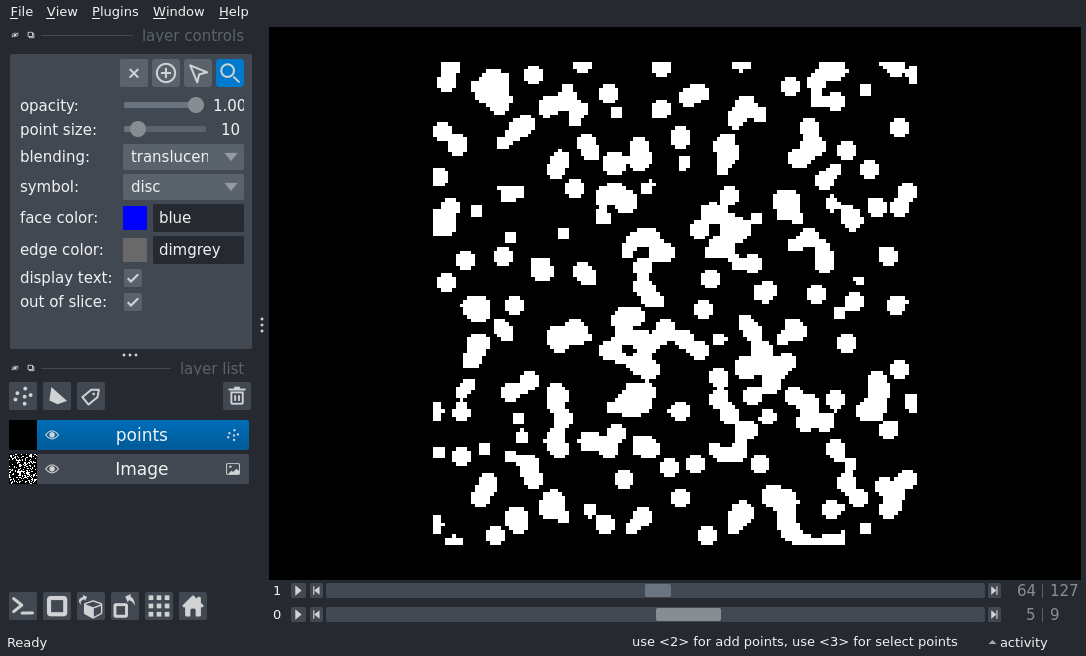 File View Plugins Window Help
layer controls
opacity: 1.00
point size: 10
blending: translucen
symbol: disc
face color: blue
edge color: dimgrey
display text:
out of slice:
layer list
points
Image
1 64 | 127
0 5 | 9
Ready use <2> for add points, use <3> for select points activity